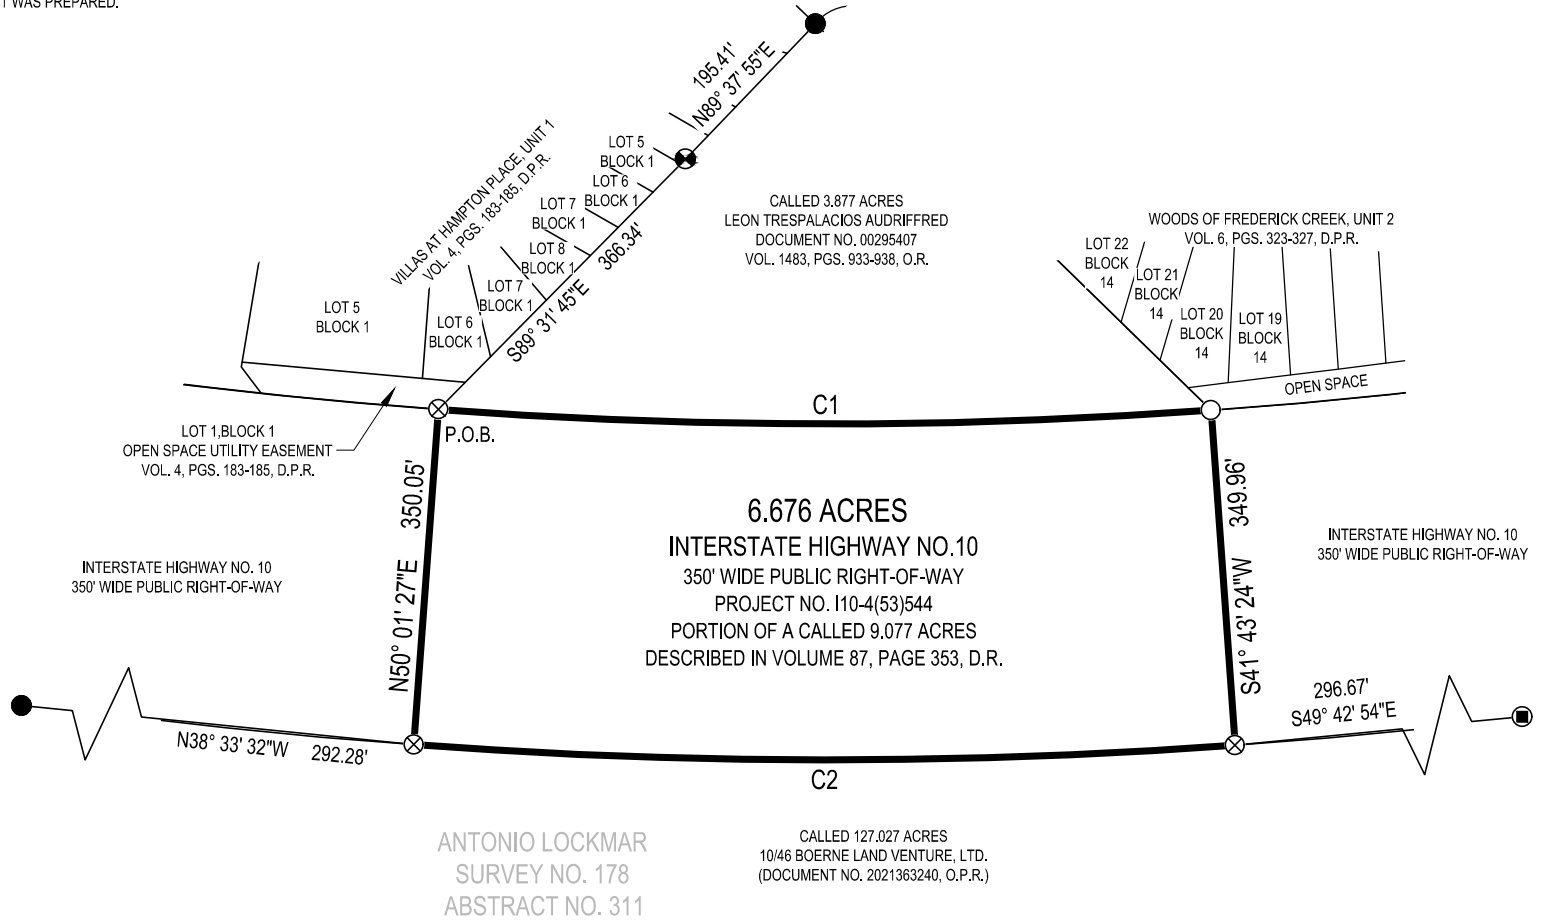 WAS PREPARED.
195.41'
N89° 37' 55"E
VILLAS AT HAMPTON PLACE, UNIT 1
VOL. 4, PGS. 183-185, D.P.R.
LOT 5
BLOCK 1
LOT 6
BLOCK 1
LOT 7
BLOCK 1
LOT 8
BLOCK 1
LOT 7
BLOCK 1
LOT 6
BLOCK 1
LOT 5
BLOCK 1
366.34'
S89° 31' 45"E
CALLED 3.877 ACRES
LEON TRESPALACIOS AUDRIFFRED
DOCUMENT NO. 00295407
VOL. 1483, PGS. 933-938, O.R.
WOODS OF FREDERICK CREEK, UNIT 2
VOL. 6, PGS. 323-327, D.P.R.
LOT 22
BLOCK
14
LOT 21
BLOCK
14
LOT 20
BLOCK
14
LOT 19
BLOCK
14
OPEN SPACE
C1
P.O.B.
LOT 1,BLOCK 1
OPEN SPACE UTILITY EASEMENT
VOL. 4, PGS. 183-185, D.P.R.
N50° 01' 27"E 350.05'
6.676 ACRES
INTERSTATE HIGHWAY NO.10
350' WIDE PUBLIC RIGHT-OF-WAY
PROJECT NO. I10-4(53)544
PORTION OF A CALLED 9.077 ACRES
DESCRIBED IN VOLUME 87, PAGE 353, D.R.
S41° 43' 24"W 349.96'
INTERSTATE HIGHWAY NO. 10
350' WIDE PUBLIC RIGHT-OF-WAY
INTERSTATE HIGHWAY NO. 10
350' WIDE PUBLIC RIGHT-OF-WAY
N38° 33' 32"W 292.28'
296.67'
S49° 42' 54"E
C2
ANTONIO LOCKMAR
SURVEY NO. 178
ABSTRACT NO. 311
CALLED 127.027 ACRES
10/46 BOERNE LAND VENTURE, LTD.
(DOCUMENT NO. 2021363240, O.P.R.)